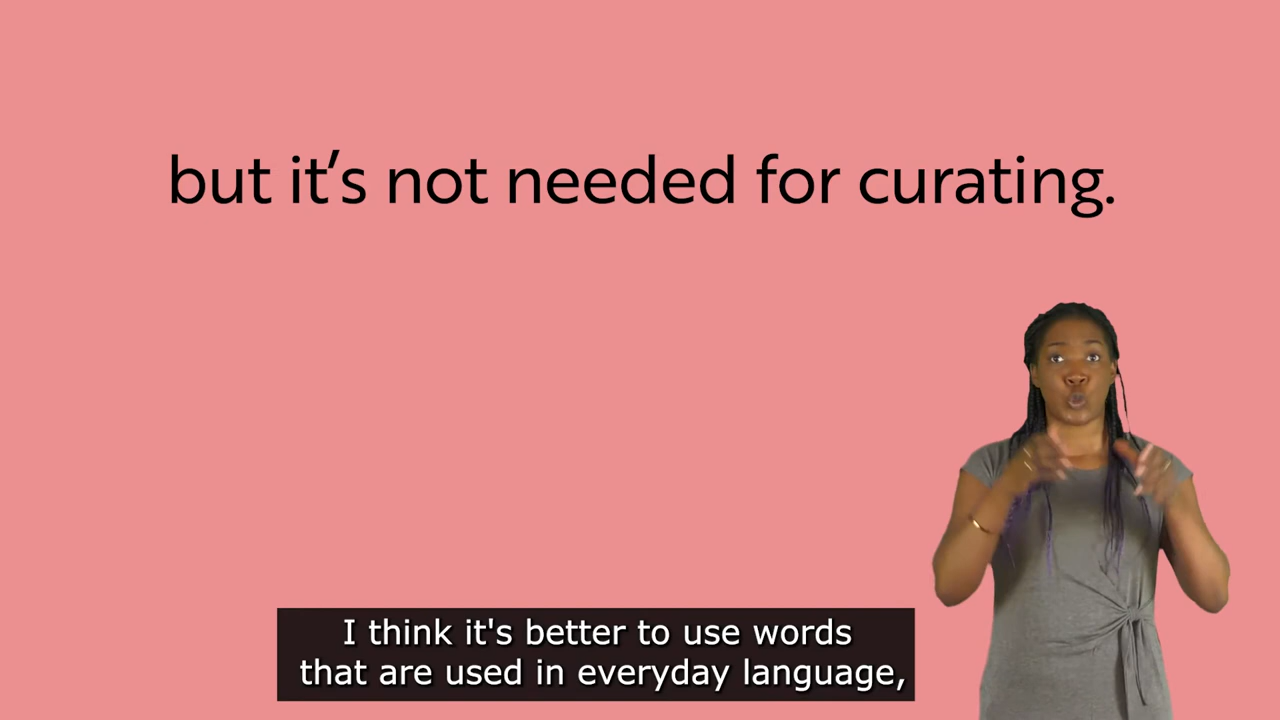 but it’s not needed for curating.
I think it's better to use words
that are used in everyday language,